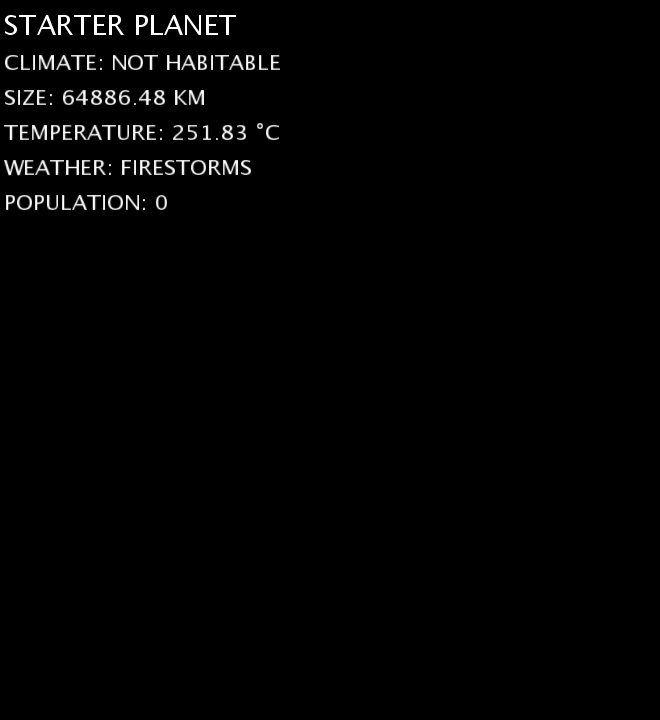 STARTER PLANET
CLIMATE: NOT HABITABLE
SIZE: 64886.48 KM
TEMPERATURE: 251.83 °C
WEATHER: FIRESTORMS
POPULATION: 0